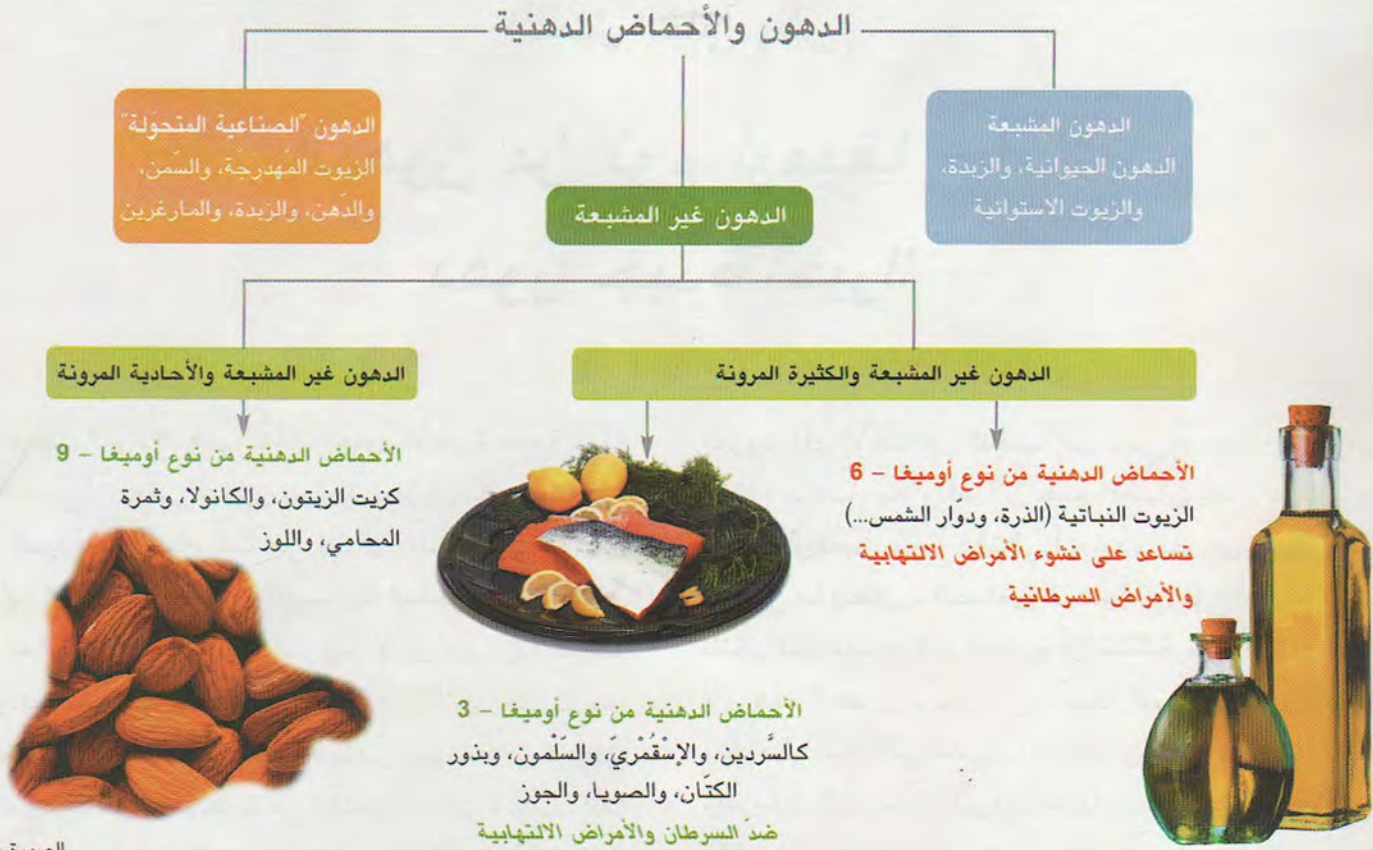 الدهون والأحماض الدهنية
الدهون المشبعة
الدهون الحيوانية، والزبدة،
والزيوت الاستوائية
الدهون غير المشبعة
الدهون "الصناعية المتحوّلة"
الزيوت المُهدرجّة، والسّمن،
والدّهن، والزبدة، والمارغرين
الدهون غير المشبعة والكثيرة المرونة
الدهون غير المشبعة والأحادية المرونة
الأحماض الدهنية من نوع أوميغا – 6
الزيوت النباتية (الذرة، ودوّار الشمس...)
تساعد على نشوء الأمراض الالتهابية
والأمراض السرطانية
الأحماض الدهنية من نوع أوميغا – 3
كالسَّردين، والإسْقُمْريّ، والسّلْمون، وبذور
الكتّان، والصويا، والجوز
ضدّ السرطان والأمراض الالتهابية
الأحماض الدهنية من نوع أوميغا – 9
كزيت الزيتون، والكانولا، وثمرة
المحامي، واللوز